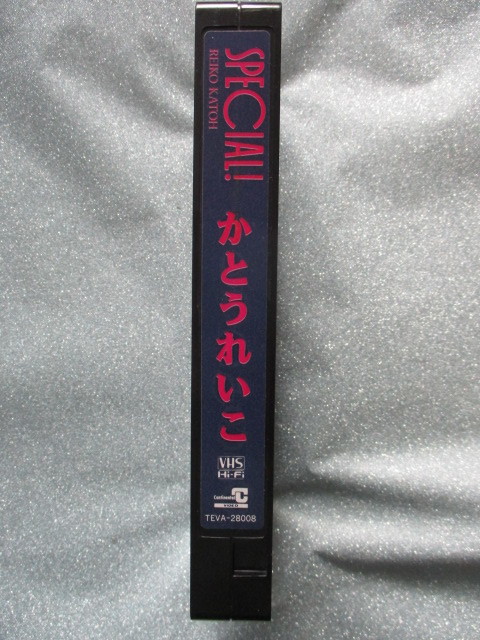 SPECIAL!
REIKO KATOH
かとうれいこ
VHS
Hi-Fi
Continental
TEVA-28008